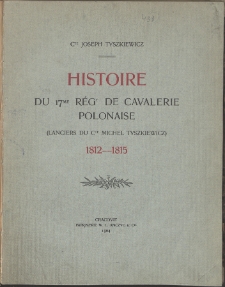 Cte JOSEPH TYSZKIEWICZ
HISTOIRE
DU 17me RÉGt DE CAVALERIE
POLONAISE
(LANCIERS DU Cte MICHEL TYSZKIEWICZ)
1812—1815
CRACOVIE
1904